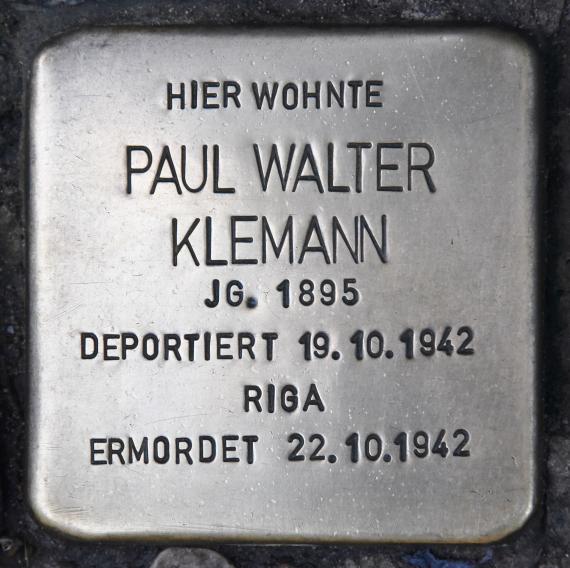 HIER WOHNTE
PAUL WALTER
KLEMANN
JG. 1895
DEPORTIERT 19.10.1942
RIGA
ERMORDET 22.10.1942